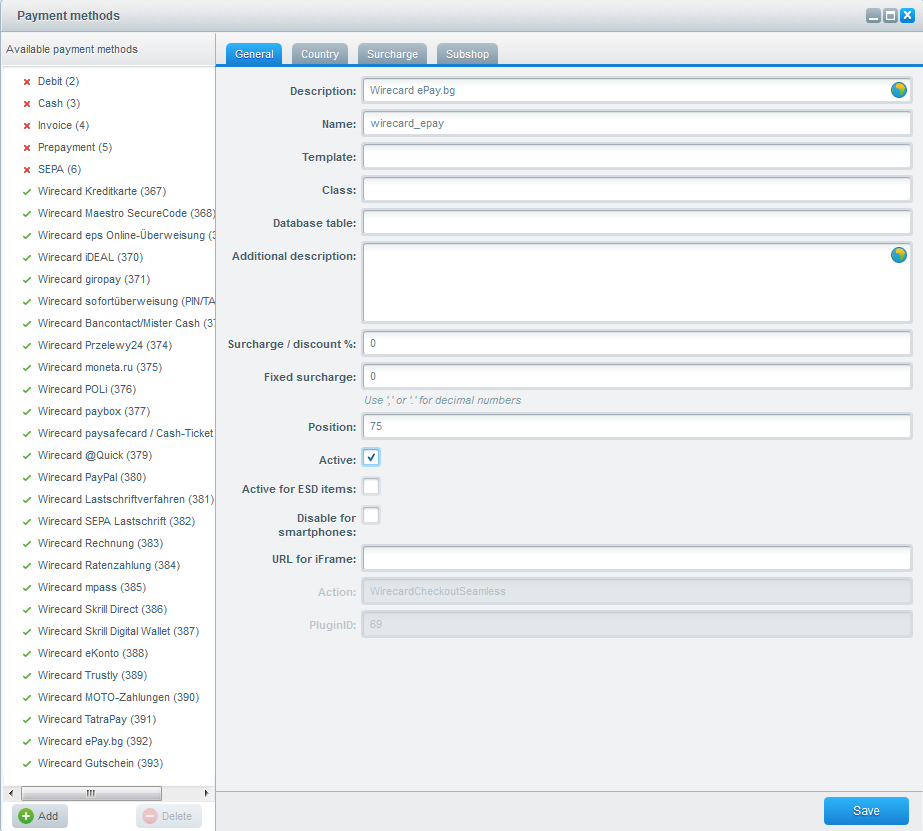 Payment methods
Available payment methods
Debit (2)
Cash (3)
Invoice (4)
Prepayment (5)
SEPA (6)
Wirecard Kreditkarte (367)
Wirecard Maestro SecureCode (368)
Wirecard eps Online-Überweisung (3
Wirecard iDEAL (370)
Wirecard giropay (371)
Wirecard sofortüberweisung (PIN/TA
Wirecard Bancontact/Mister Cash (37
Wirecard Przelewy24 (374)
Wirecard moneta.ru (375)
Wirecard POLi (376)
Wirecard paybox (377)
Wirecard paysafecard / Cash-Ticket
Wirecard @Quick (379)
Wirecard PayPal (380)
Wirecard Lastschriftverfahren (381)
Wirecard SEPA Lastschrift (382)
Wirecard Rechnung (383)
Wirecard Ratenzahlung (384)
Wirecard mpass (385)
Wirecard Skrill Direct (386)
Wirecard Skrill Digital Wallet (387)
Wirecard eKonto (388)
Wirecard Trustly (389)
Wirecard MOTO-Zahlungen (390)
Wirecard TatraPay (391)
Wirecard ePay.bg (392)
Wirecard Gutschein (393)
Add Delete
General Country Surcharge Subshop
Description: Wirecard ePay.bg
Name: wirecard_epay
Template:
Class:
Database table:
Additional description:
Surcharge / discount %: 0
Fixed surcharge: 0
Use ',' or '.' for decimal numbers
Position: 75
Active:
Active for ESD items:
Disable for
smartphones:
URL for iFrame:
Action: WirecardCheckoutSeamless
PluginID: 69
Save